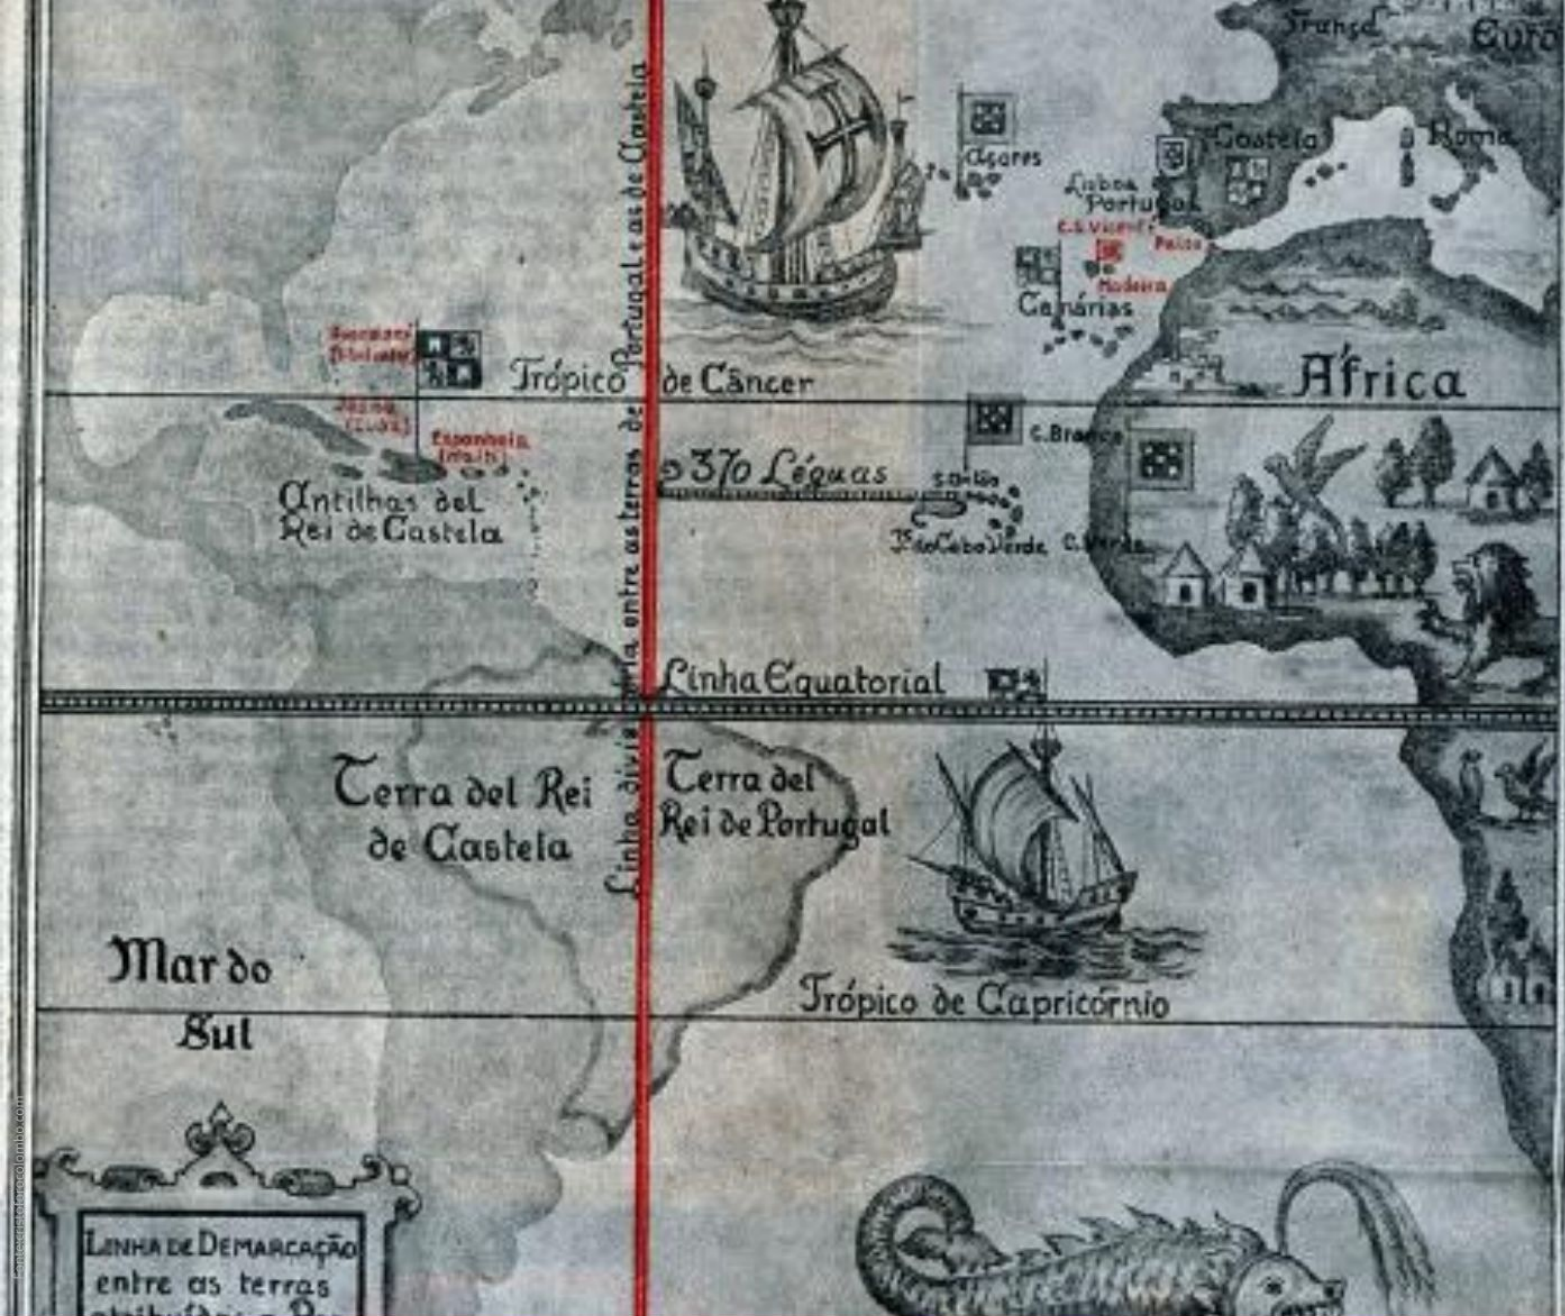 França
Euro
Castela
Roma
Açores
Lisboa
Portugal
C.S. Vicente
Palos
Madeira
Canárias
Linha divisória entre as terras de Portugal e as de Castela
Trópico de Câncer
África
Espanhola
(Haiti)
Antilhas del
Rei de Castela
370 Léguas
C. Branco
Is do Cabo Verde
C. Verde
Linha Equatorial
Terra del Rei
de Castela
Terra del
Rei de Portugal
Mar do
Sul
Trópico de Capricórnio
LINHA DE DEMARCAÇÃO
entre as terras